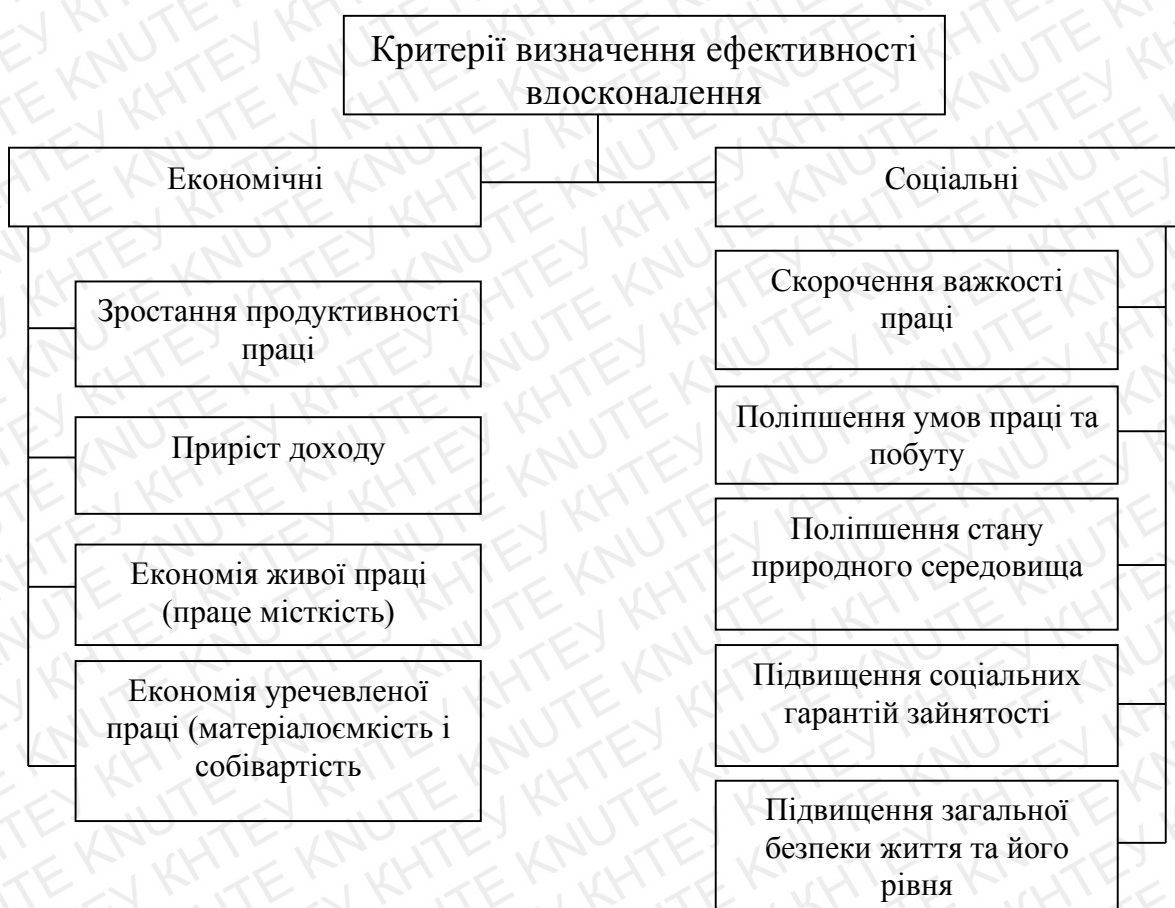 Критерії визначення ефективності
вдосконалення
Економічні
Соціальні
Зростання продуктивності
праці
Приріст доходу
Економія живої праці
(праце місткість)
Економія уречевленої
праці (матеріалоємкість і
собівартість
Скорочення важкості
праці
Поліпшення умов праці та
побуту
Поліпшення стану
природного середовища
Підвищення соціальних
гарантій зайнятості
Підвищення загальної
безпеки життя та його
рівня